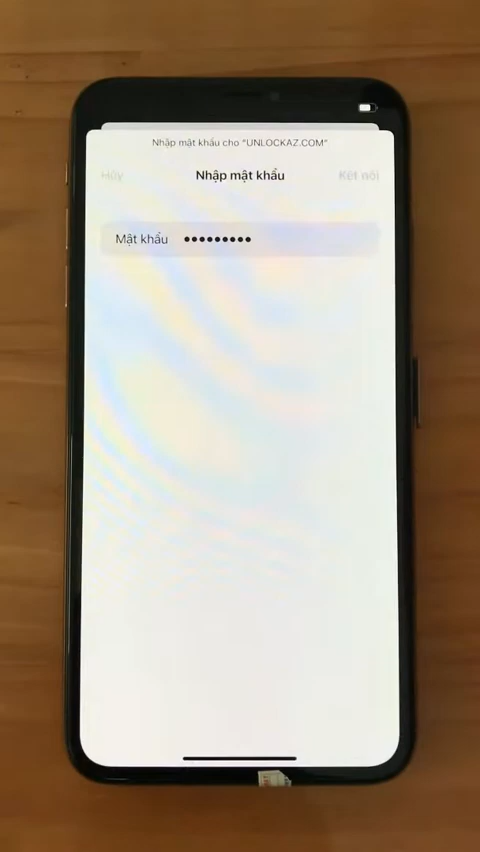 Nhập mật khẩu cho “UNLOCKAZ.COM”
Hủy Nhập mật khẩu Kết nối
Mật khẩu •••••••••